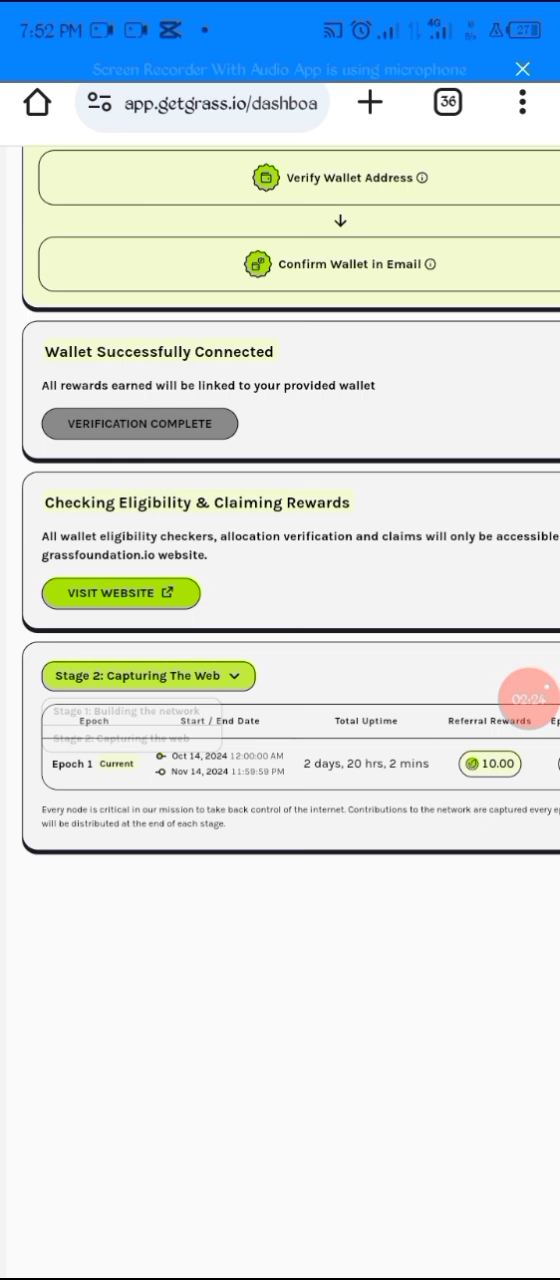 7:52 PM
4G
27
Screen Recorder With Audio App is using microphone
app.getgrass.io/dashboa
36
Verify Wallet Address
Confirm Wallet in Email
Wallet Successfully Connected
All rewards earned will be linked to your provided wallet
VERIFICATION COMPLETE
Checking Eligibility & Claiming Rewards
All wallet eligibility checkers, allocation verification and claims will only be accessible
grassfoundation.io website.
VISIT WEBSITE
Stage 2: Capturing The Web
02:24
Stage 1: Building the network
Epoch Start / End Date Total Uptime Referral Rewards Ep
Stage 2: Capturing the web
Epoch 1 Current Oct 14, 2024 12:00:00 AM 2 days, 20 hrs, 2 mins 10.00
Nov 14, 2024 11:59:59 PM
Every node is critical in our mission to take back control of the internet. Contributions to the network are captured every ep
will be distributed at the end of each stage.